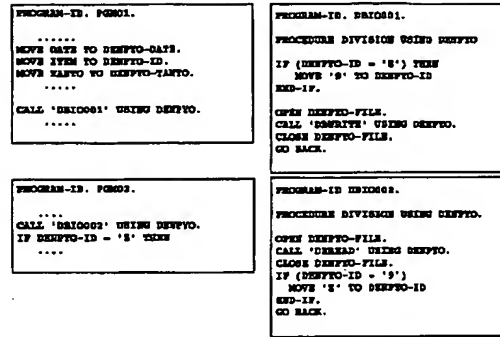 PROGRAM-ID. PGM01.
......
MOVE DATE TO DENPYO-DATE.
MOVE ITEM TO DENPYO-ID.
MOVE TANTO TO DENPYO-TANTO.
.....
CALL 'DBIO001' USING DENPYO.
.....
PROGRAM-ID. DBIO001.
PROCEDURE DIVISION USING DENPYO
IF (DENPYO-ID = ) THEN
MOVE '9' TO DENPYO-ID
END-IF.
OPEN DENPYO-FILE.
CALL 'DBWRITE' USING DENPYO.
CLOSE DENPYO-FILE.
GO BACK.
PROGRAM-ID. PGM02.
....
CALL 'DBIO002' USING DENPYO.
IF DENPYO-ID = THEN
....
PROGRAM-ID DBIO002.
PROCEDURE DIVISION USING DENPYO.
OPEN DENPYO-FILE.
CALL 'DBREAD' USING DENPYO.
CLOSE DENPYO-FILE.
IF (DENPYO-ID = '9')
MOVE TO DENPYO-ID
END-IF.
GO BACK.